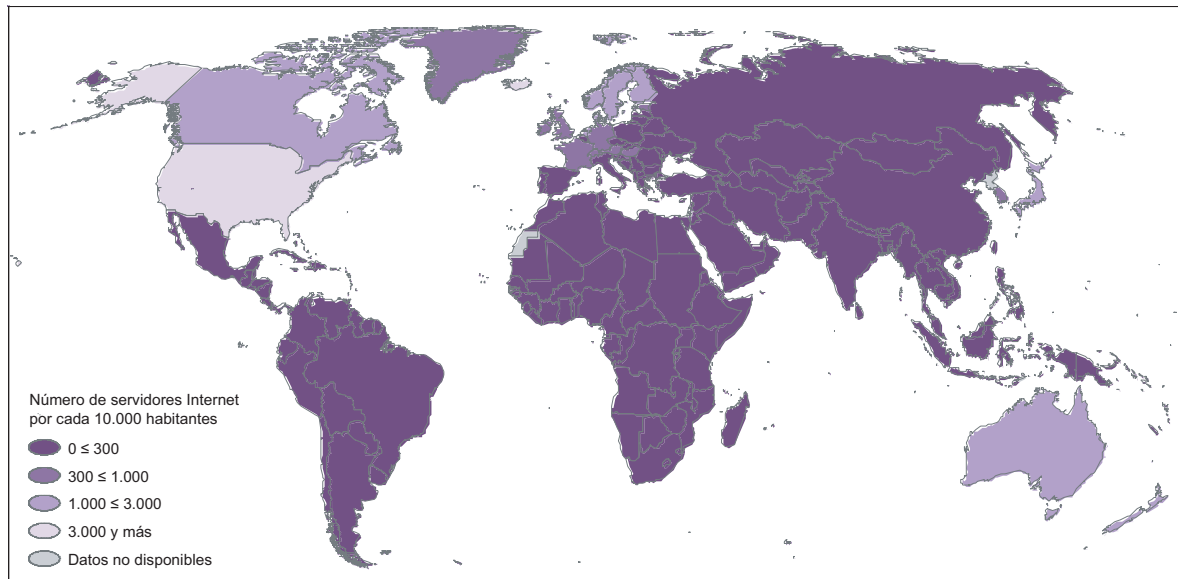 Número de servidores Internet
por cada 10.000 habitantes
0 ≤ 300
300 ≤ 1.000
1.000 ≤ 3.000
3.000 y más
Datos no disponibles